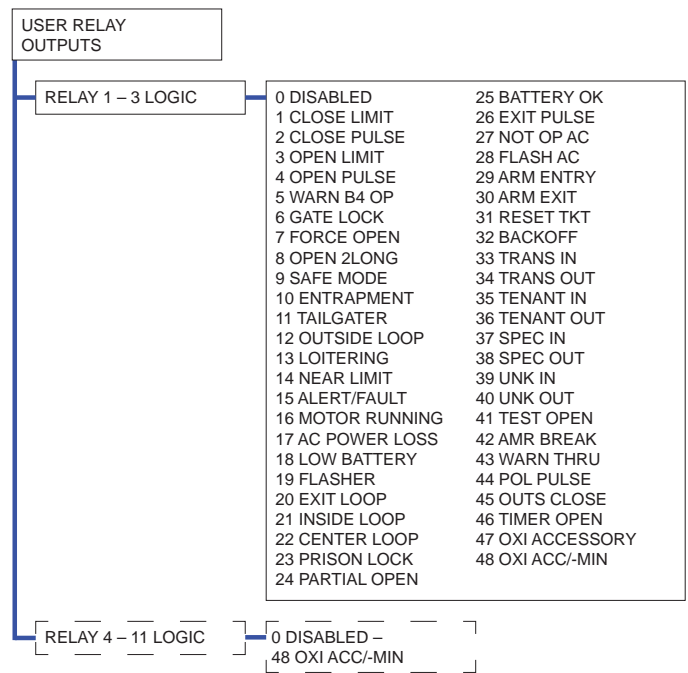 USER RELAY
OUTPUTS
RELAY 1 – 3 LOGIC
0 DISABLED
1 CLOSE LIMIT
2 CLOSE PULSE
3 OPEN LIMIT
4 OPEN PULSE
5 WARN B4 OP
6 GATE LOCK
7 FORCE OPEN
8 OPEN 2LONG
9 SAFE MODE
10 ENTRAPMENT
11 TAILGATER
12 OUTSIDE LOOP
13 LOITERING
14 NEAR LIMIT
15 ALERT/FAULT
16 MOTOR RUNNING
17 AC POWER LOSS
18 LOW BATTERY
19 FLASHER
20 EXIT LOOP
21 INSIDE LOOP
22 CENTER LOOP
23 PRISON LOCK
24 PARTIAL OPEN
25 BATTERY OK
26 EXIT PULSE
27 NOT OP AC
28 FLASH AC
29 ARM ENTRY
30 ARM EXIT
31 RESET TKT
32 BACKOFF
33 TRANS IN
34 TRANS OUT
35 TENANT IN
36 TENANT OUT
37 SPEC IN
38 SPEC OUT
39 UNK IN
40 UNK OUT
41 TEST OPEN
42 AMR BREAK
43 WARN THRU
44 POL PULSE
45 OUTS CLOSE
46 TIMER OPEN
47 OXI ACCESSORY
48 OXI ACC/-MIN
RELAY 4 – 11 LOGIC
0 DISABLED –
48 OXI ACC/-MIN